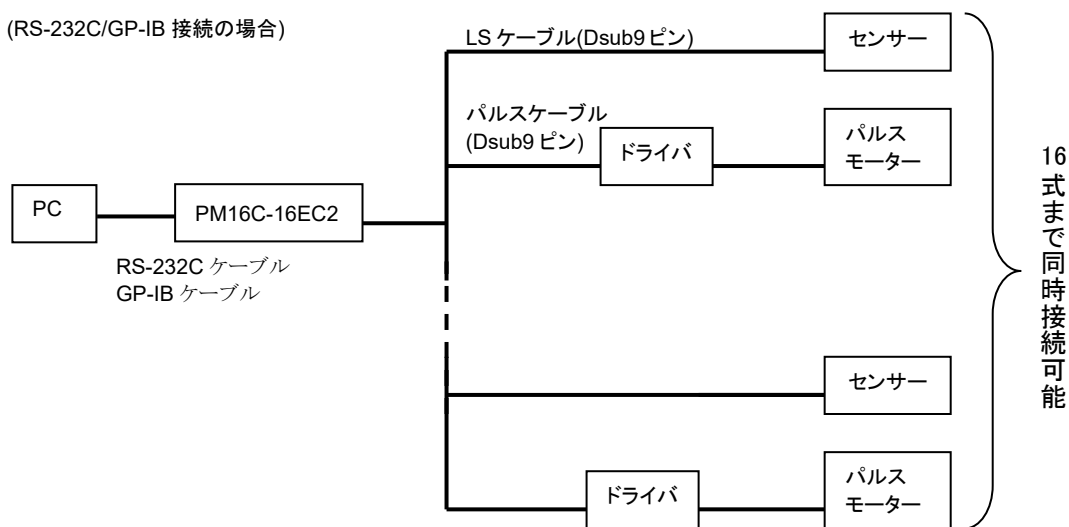 (RS-232C/GP-IB 接続の場合)
LS ケーブル(Dsub9 ピン)
センサー
パルスケーブル
(Dsub9 ピン)
ドライバ
パルス
モーター
PC
PM16C-16EC2
RS-232C ケーブル
GP-IB ケーブル
16式まで同時接続可能
センサー
ドライバ
パルス
モーター